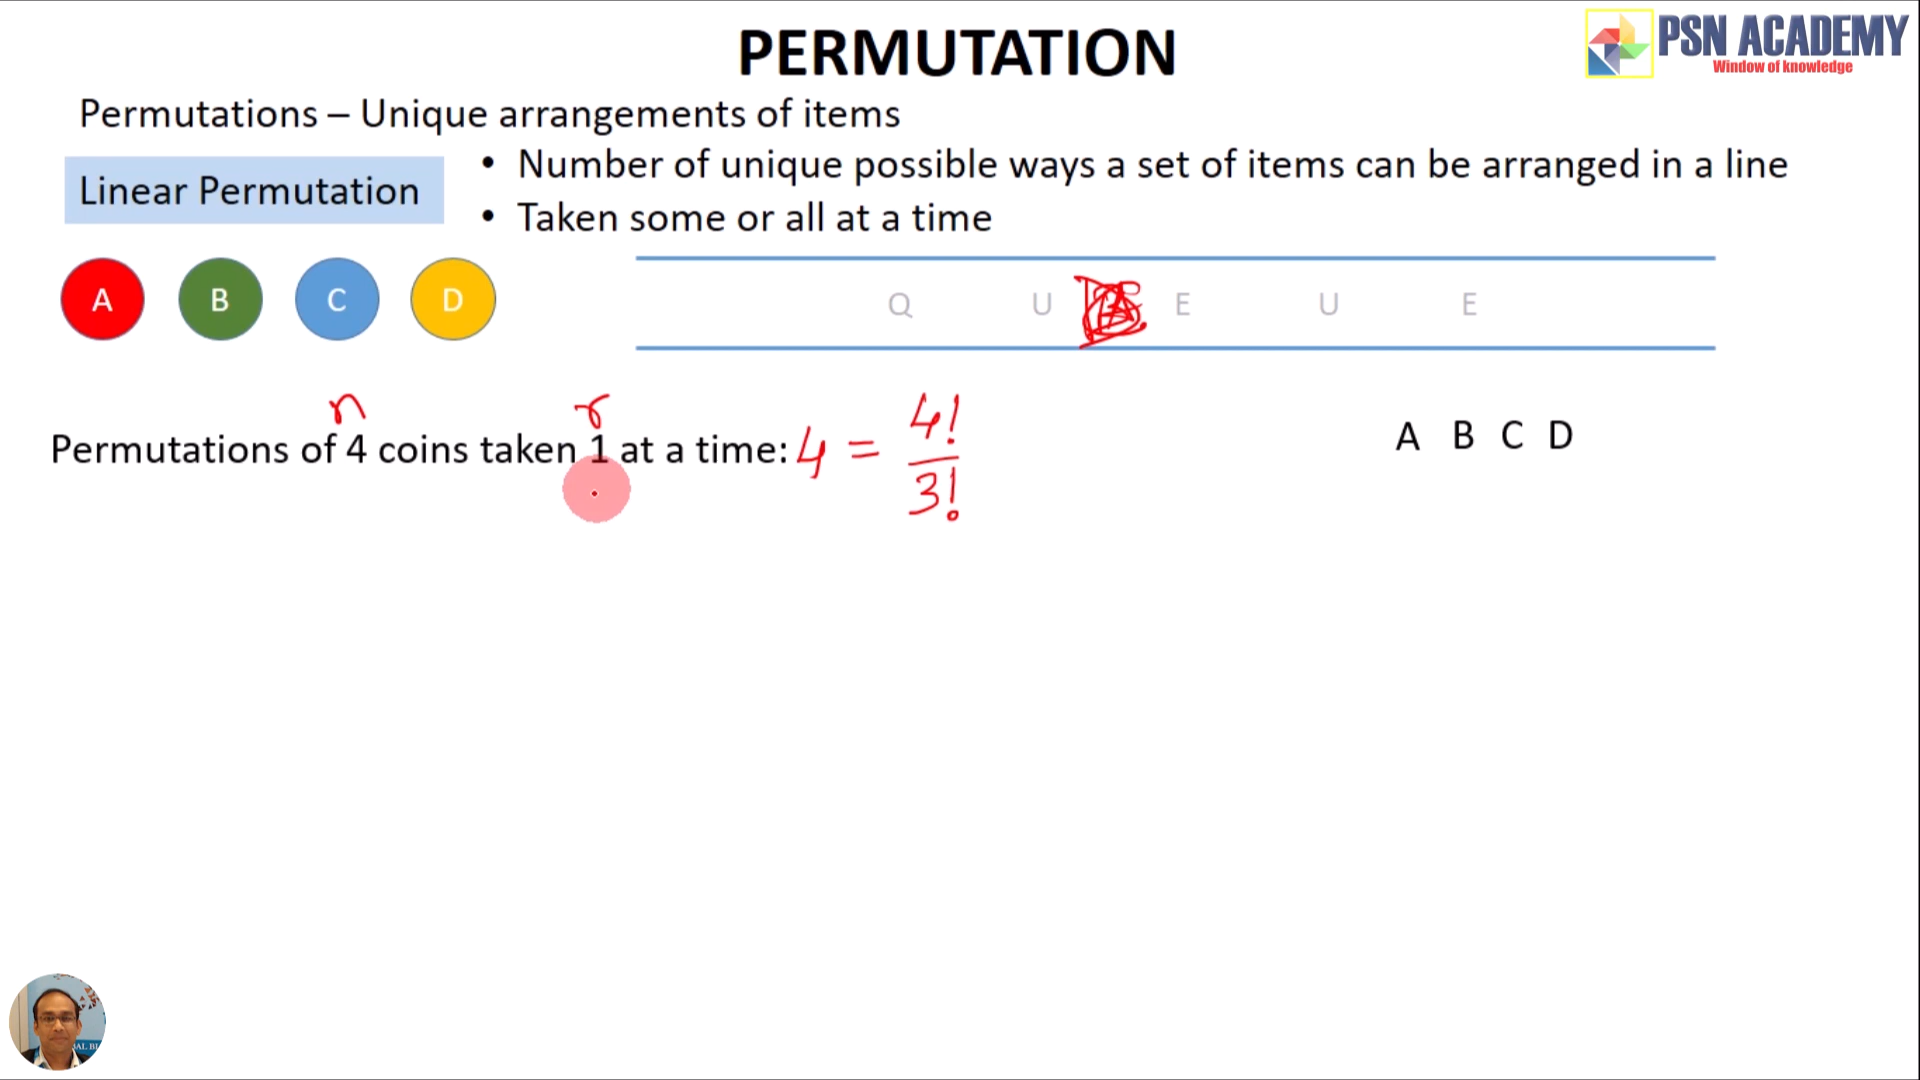 PERMUTATION
PSN ACADEMY
Window of knowledge
Permutations – Unique arrangements of items
Linear Permutation
• Number of unique possible ways a set of items can be arranged in a line
• Taken some or all at a time
A B C D
Q U E U E
n r
Permutations of 4 coins taken 1 at a time: 4 = 4!/3!
A B C D